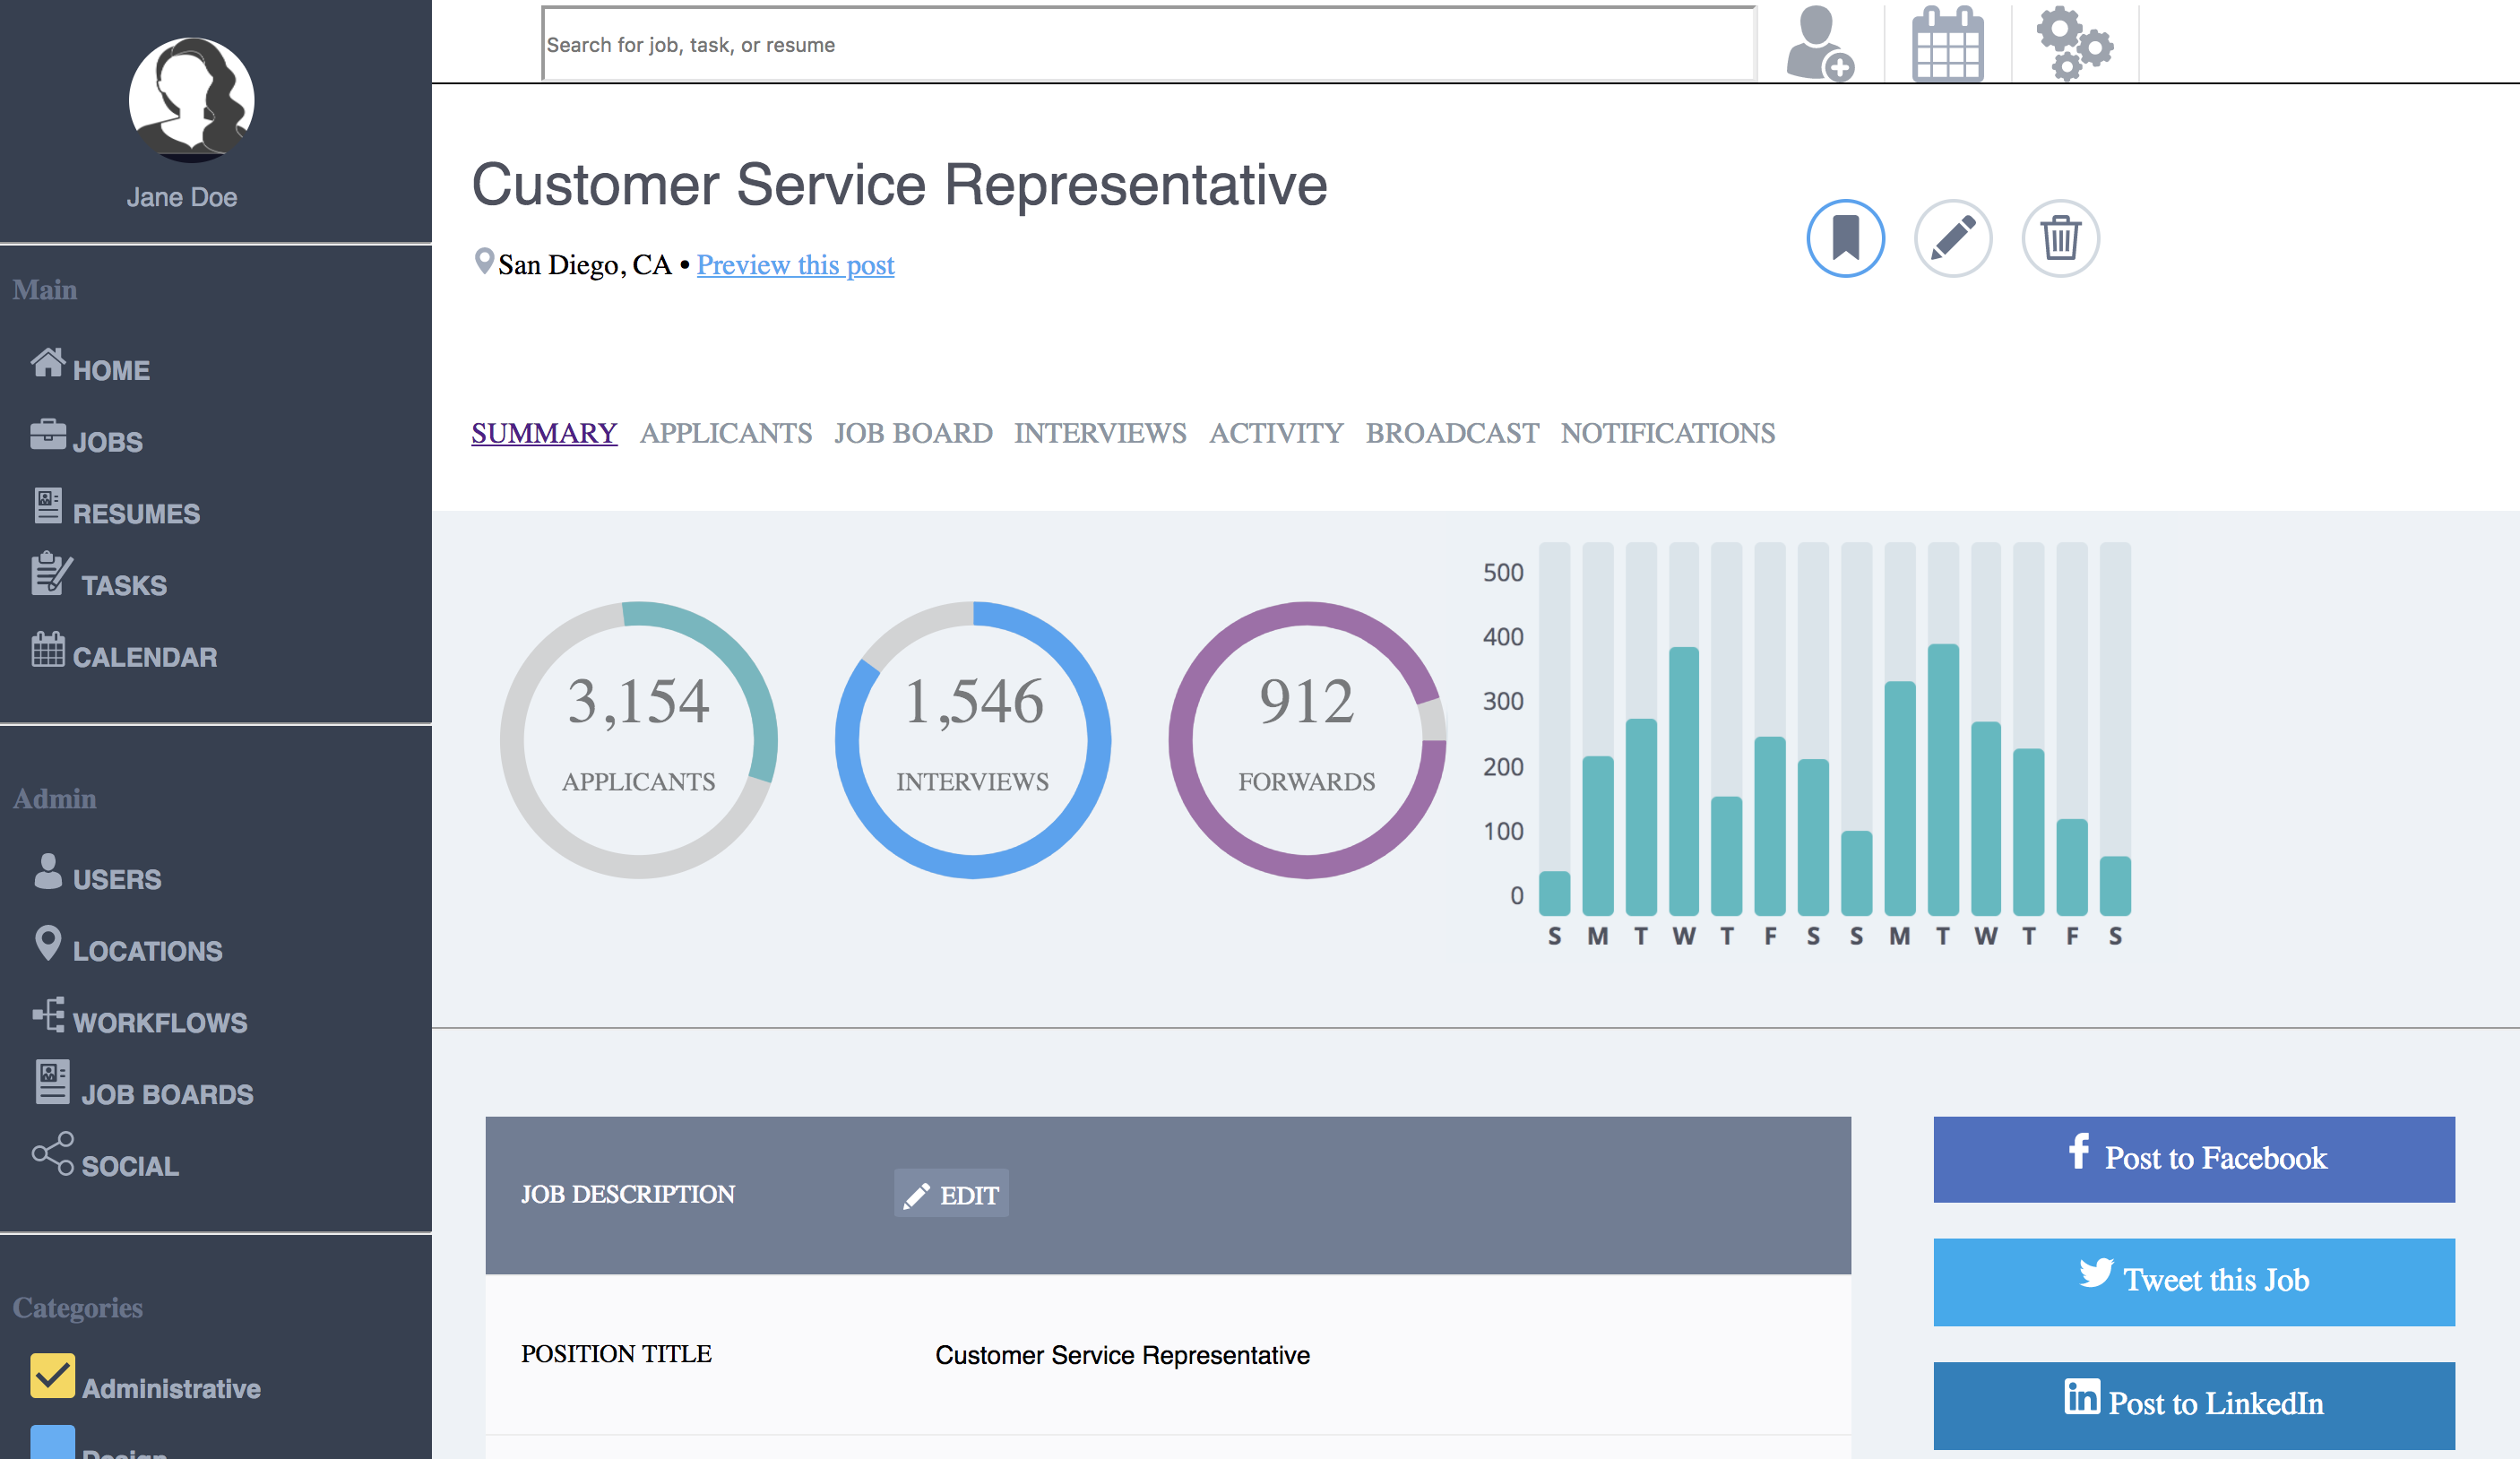 Jane Doe
Main
HOME
JOBS
RESUMES
TASKS
CALENDAR
Admin
USERS
LOCATIONS
WORKFLOWS
JOB BOARDS
SOCIAL
Categories
Administrative
Design
Search for job, task, or resume
Customer Service Representative
San Diego, CA • Preview this post
SUMMARY APPLICANTS JOB BOARD INTERVIEWS ACTIVITY BROADCAST NOTIFICATIONS
3,154
APPLICANTS
1,546
INTERVIEWS
912
FORWARDS
500
400
300
200
100
0
S M T W T F S S M T W T F S
JOB DESCRIPTION EDIT
POSITION TITLE Customer Service Representative
Post to Facebook
Tweet this Job
Post to LinkedIn